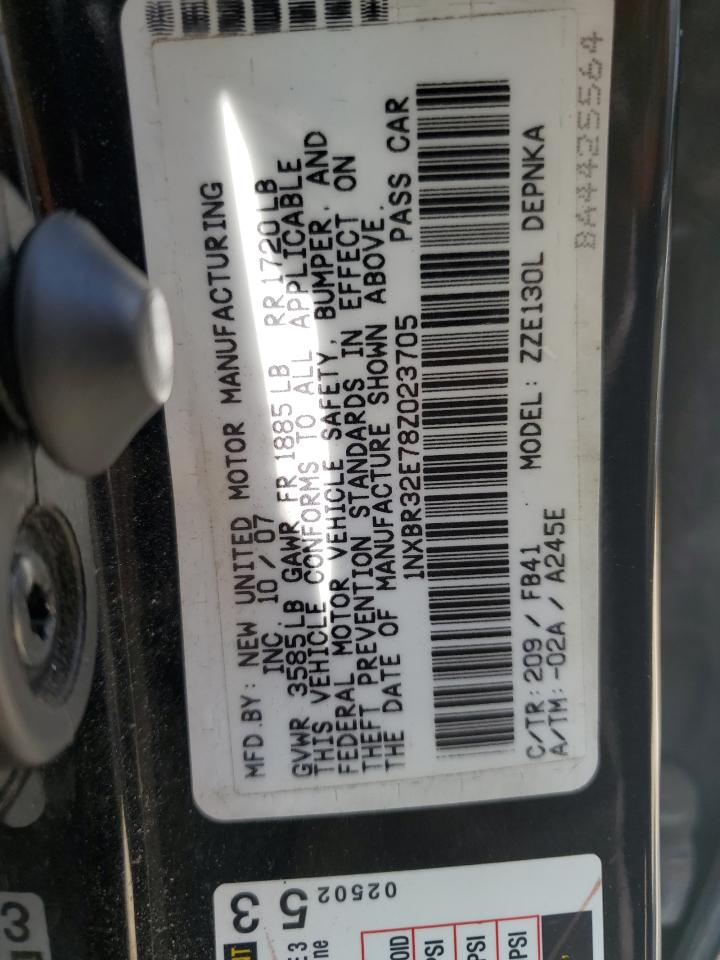 MFD.BY: NEW UNITED MOTOR MANUFACTURING
INC. 10/07
GVWR 3585LB GAWR FR 1885LB RR 1720LB
THIS VEHICLE CONFORMS TO ALL APPLICABLE
FEDERAL MOTOR VEHICLE SAFETY, BUMPER, AND
THEFT PREVENTION STANDARDS IN EFFECT ON
THE DATE OF MANUFACTURE SHOWN ABOVE.
1NXBR32E78Z023705 PASS CAR
C/TR: 209 / FB41 MODEL: ZZE130L DEPNKA
A/TM: -02A / A245E
BA4425564
3
5
02502
PSI
PSI
PSI
3